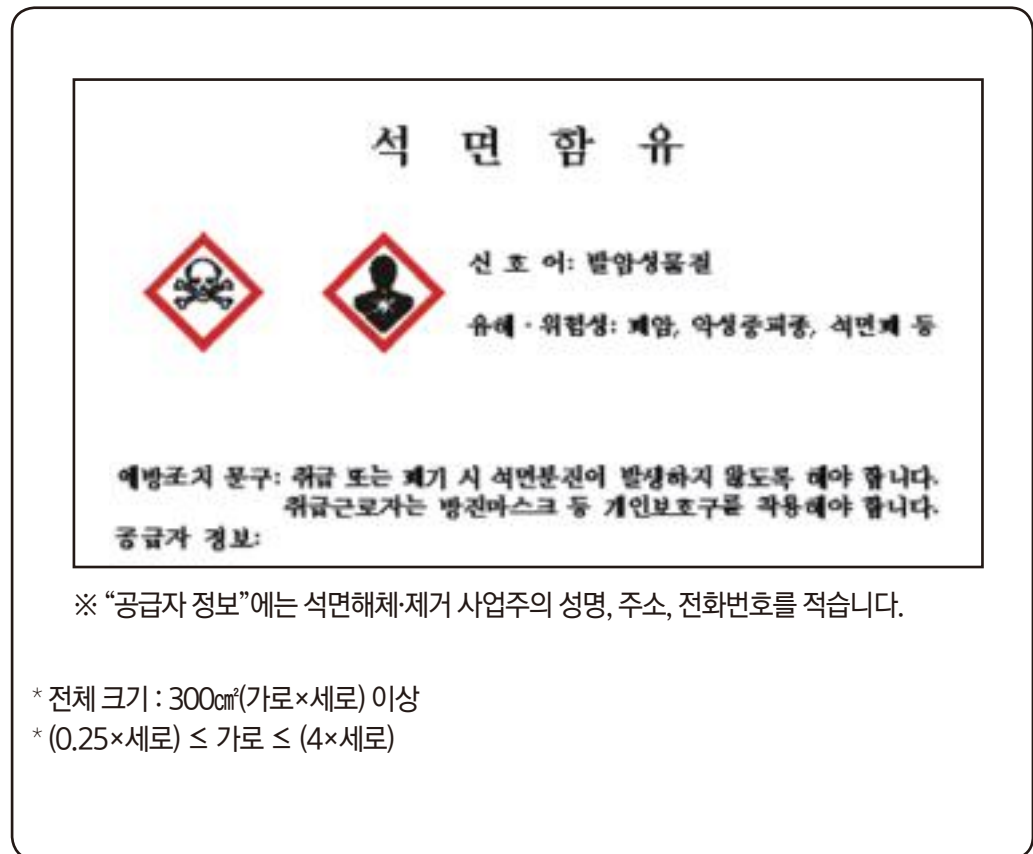 석 면 함 유
신 호 어: 발암성물질
유해 · 위험성: 폐암, 악성중피종, 석면폐 등
예방조치 문구: 취급 또는 폐기 시 석면분진이 발생하지 않도록 해야 합니다.
취급근로자는 방진마스크 등 개인보호구를 착용해야 합니다.
공급자 정보:
※ “공급자 정보”에는 석면해체·제거 사업주의 성명, 주소, 전화번호를 적습니다.
* 전체 크기 : 300㎠(가로×세로) 이상
* (0.25×세로) ≤ 가로 ≤ (4×세로)